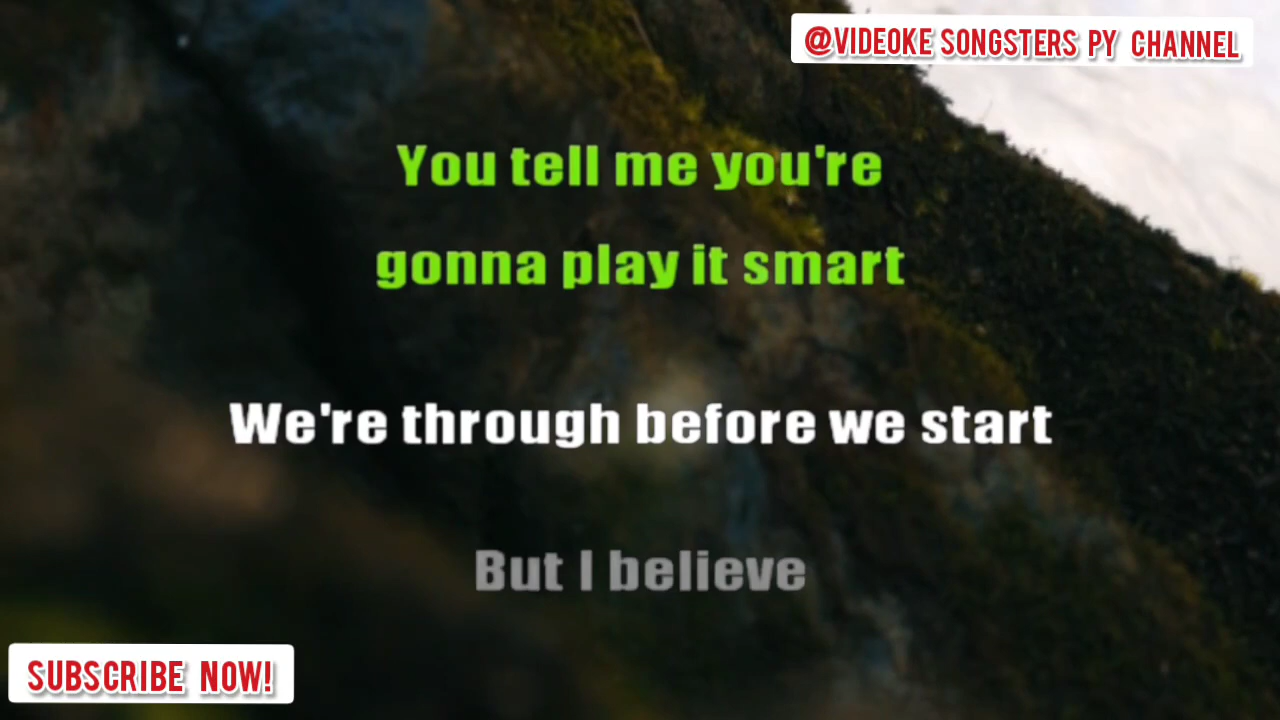 @VIDEOKE SONGSTERS PY CHANNEL
You tell me you're
gonna play it smart
We're through before we start
But I believe
SUBSCRIBE NOW!